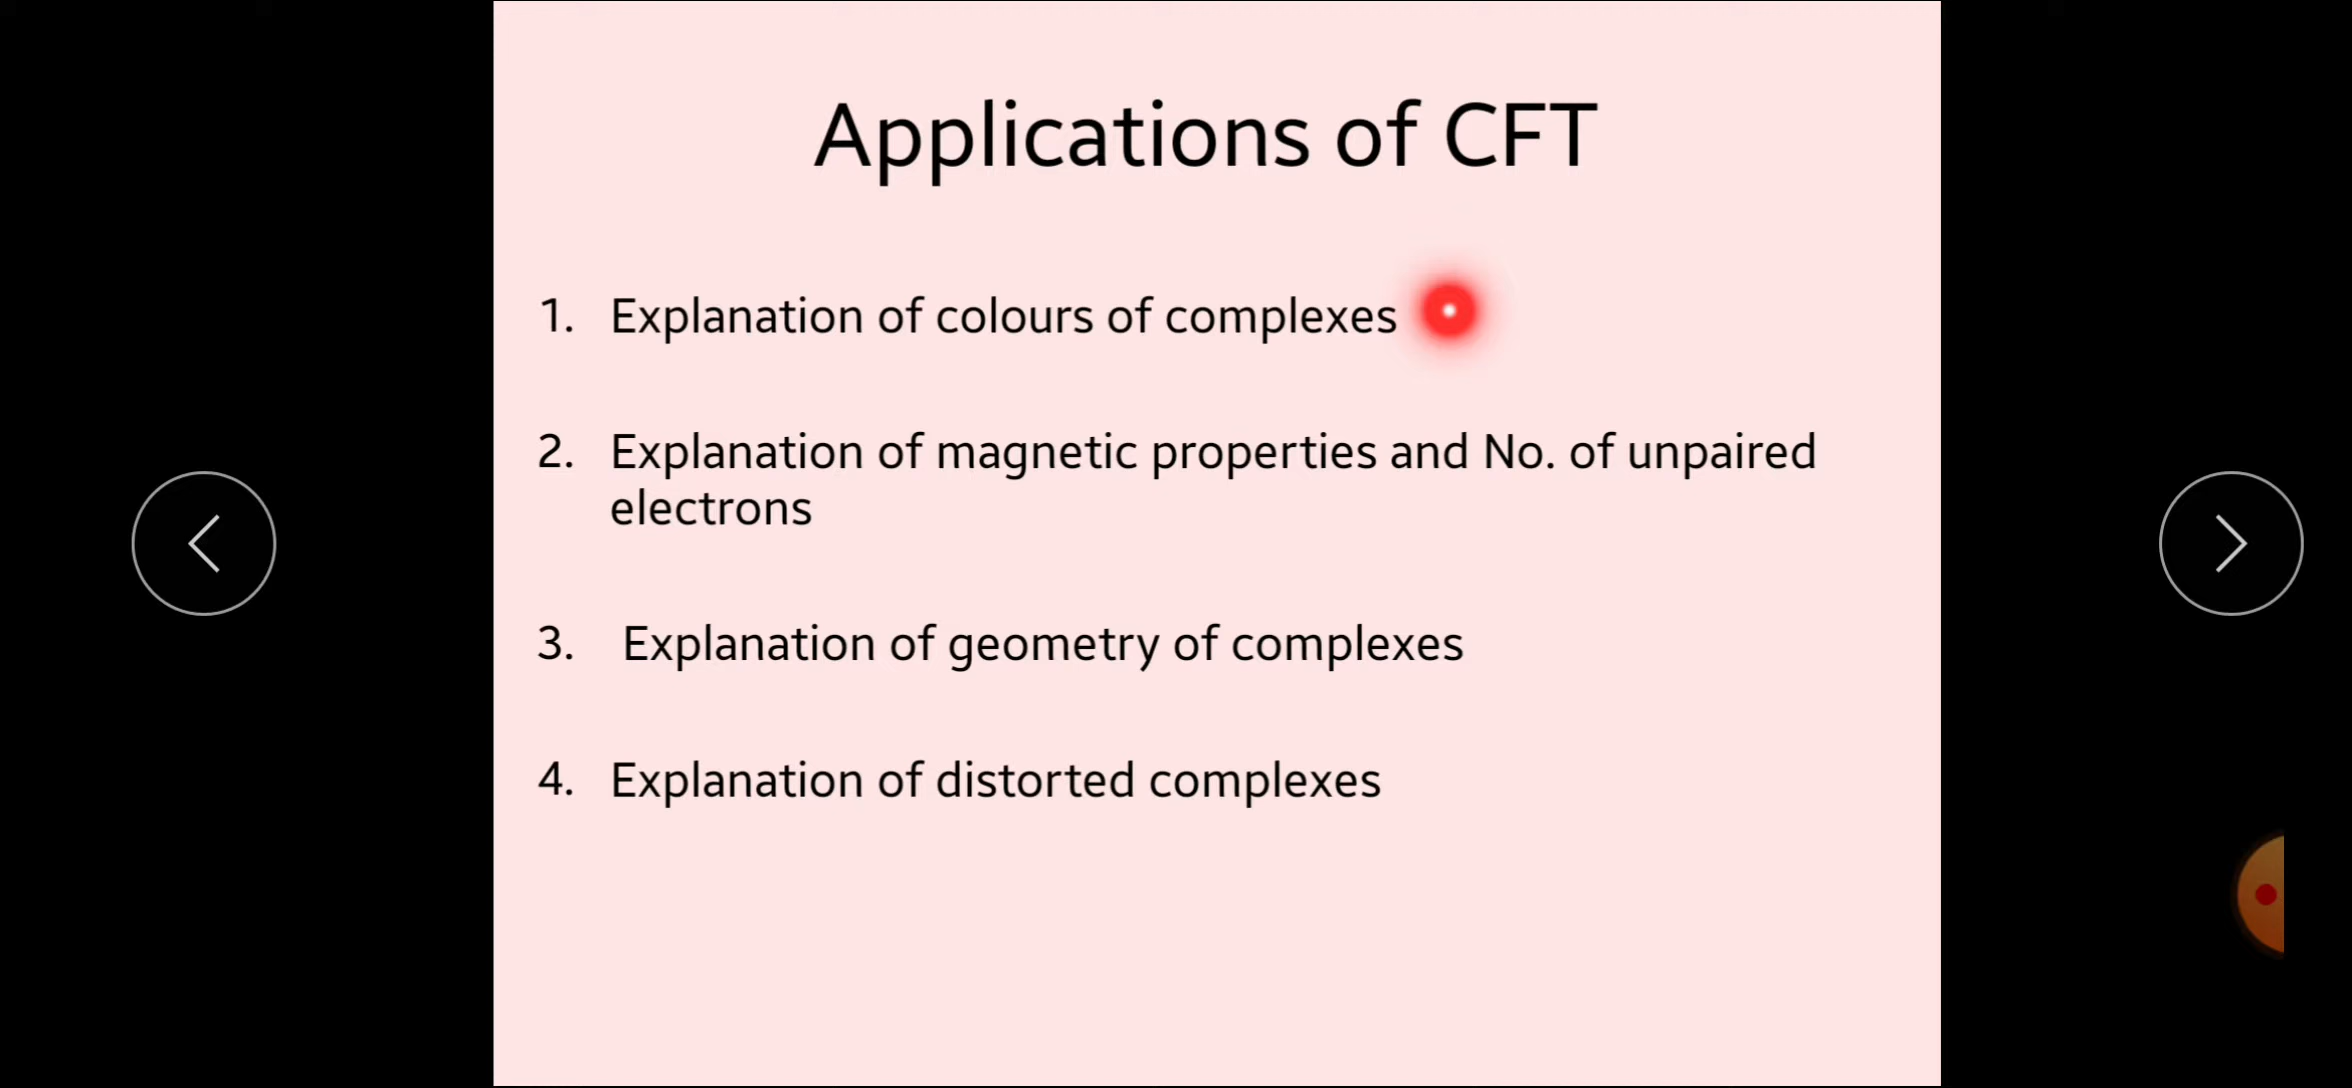 Applications of CFT
1. Explanation of colours of complexes
2. Explanation of magnetic properties and No. of unpaired
electrons
3. Explanation of geometry of complexes
4. Explanation of distorted complexes